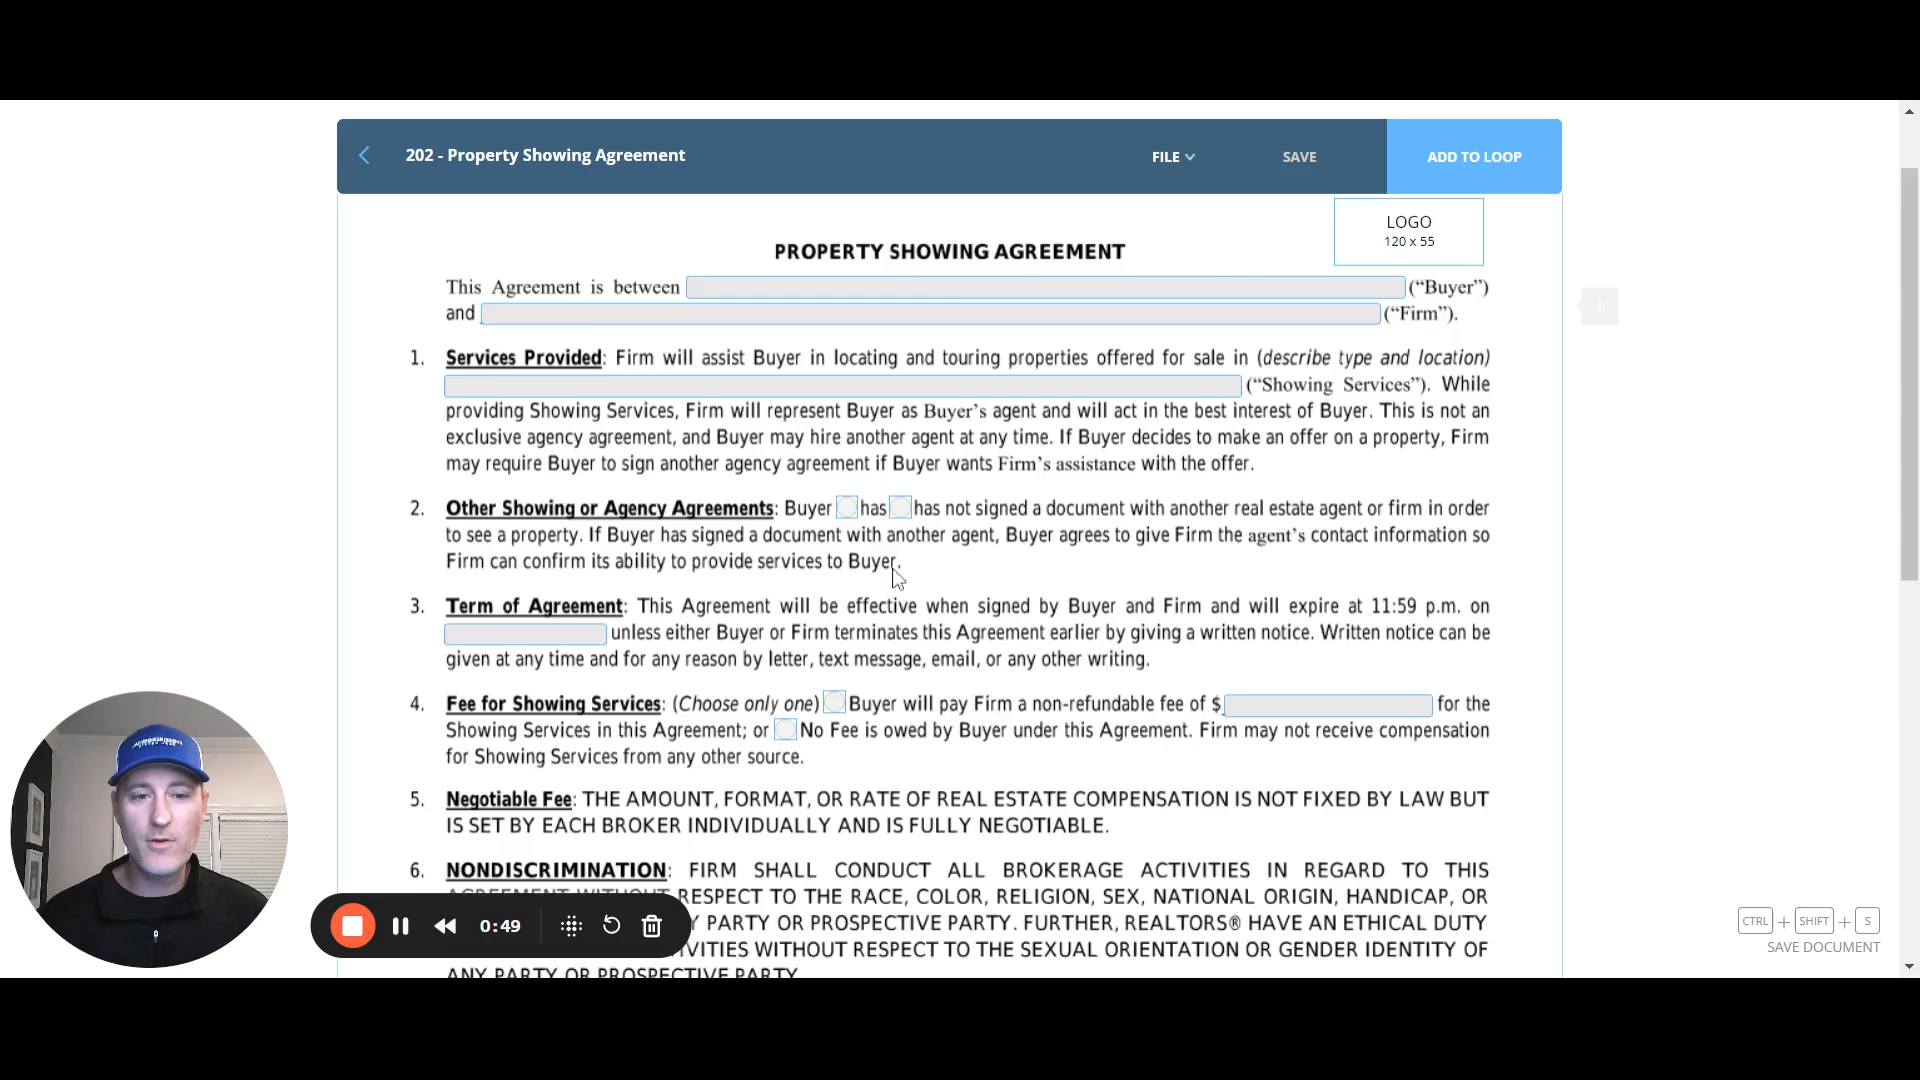 202 - Property Showing Agreement
FILE
SAVE
ADD TO LOOP
LOGO
120 x 55
PROPERTY SHOWING AGREEMENT
This Agreement is between (“Buyer”)
and (“Firm”).
1
1. Services Provided: Firm will assist Buyer in locating and touring properties offered for sale in (describe type and location)
(“Showing Services”). While
providing Showing Services, Firm will represent Buyer as Buyer’s agent and will act in the best interest of Buyer. This is not an
exclusive agency agreement, and Buyer may hire another agent at any time. If Buyer decides to make an offer on a property, Firm
may require Buyer to sign another agency agreement if Buyer wants Firm’s assistance with the offer.
2. Other Showing or Agency Agreements: Buyer has has not signed a document with another real estate agent or firm in order
to see a property. If Buyer has signed a document with another agent, Buyer agrees to give Firm the agent’s contact information so
Firm can confirm its ability to provide services to Buyer.
3. Term of Agreement: This Agreement will be effective when signed by Buyer and Firm and will expire at 11:59 p.m. on
unless either Buyer or Firm terminates this Agreement earlier by giving a written notice. Written notice can be
given at any time and for any reason by letter, text message, email, or any other writing.
4. Fee for Showing Services: (Choose only one) Buyer will pay Firm a non-refundable fee of $ for the
Showing Services in this Agreement; or No Fee is owed by Buyer under this Agreement. Firm may not receive compensation
for Showing Services from any other source.
5. Negotiable Fee: THE AMOUNT, FORMAT, OR RATE OF REAL ESTATE COMPENSATION IS NOT FIXED BY LAW BUT
IS SET BY EACH BROKER INDIVIDUALLY AND IS FULLY NEGOTIABLE.
6. NONDISCRIMINATION: FIRM SHALL CONDUCT ALL BROKERAGE ACTIVITIES IN REGARD TO THIS
AGREEMENT WITHOUT RESPECT TO THE RACE, COLOR, RELIGION, SEX, NATIONAL ORIGIN, HANDICAP, OR
PARTY OR PROSPECTIVE PARTY. FURTHER, REALTORS® HAVE AN ETHICAL DUTY
WITHOUT RESPECT TO THE SEXUAL ORIENTATION OR GENDER IDENTITY OF
ANY PARTY OR PROSPECTIVE PARTY
0:49
CTRL + SHIFT + S
SAVE DOCUMENT